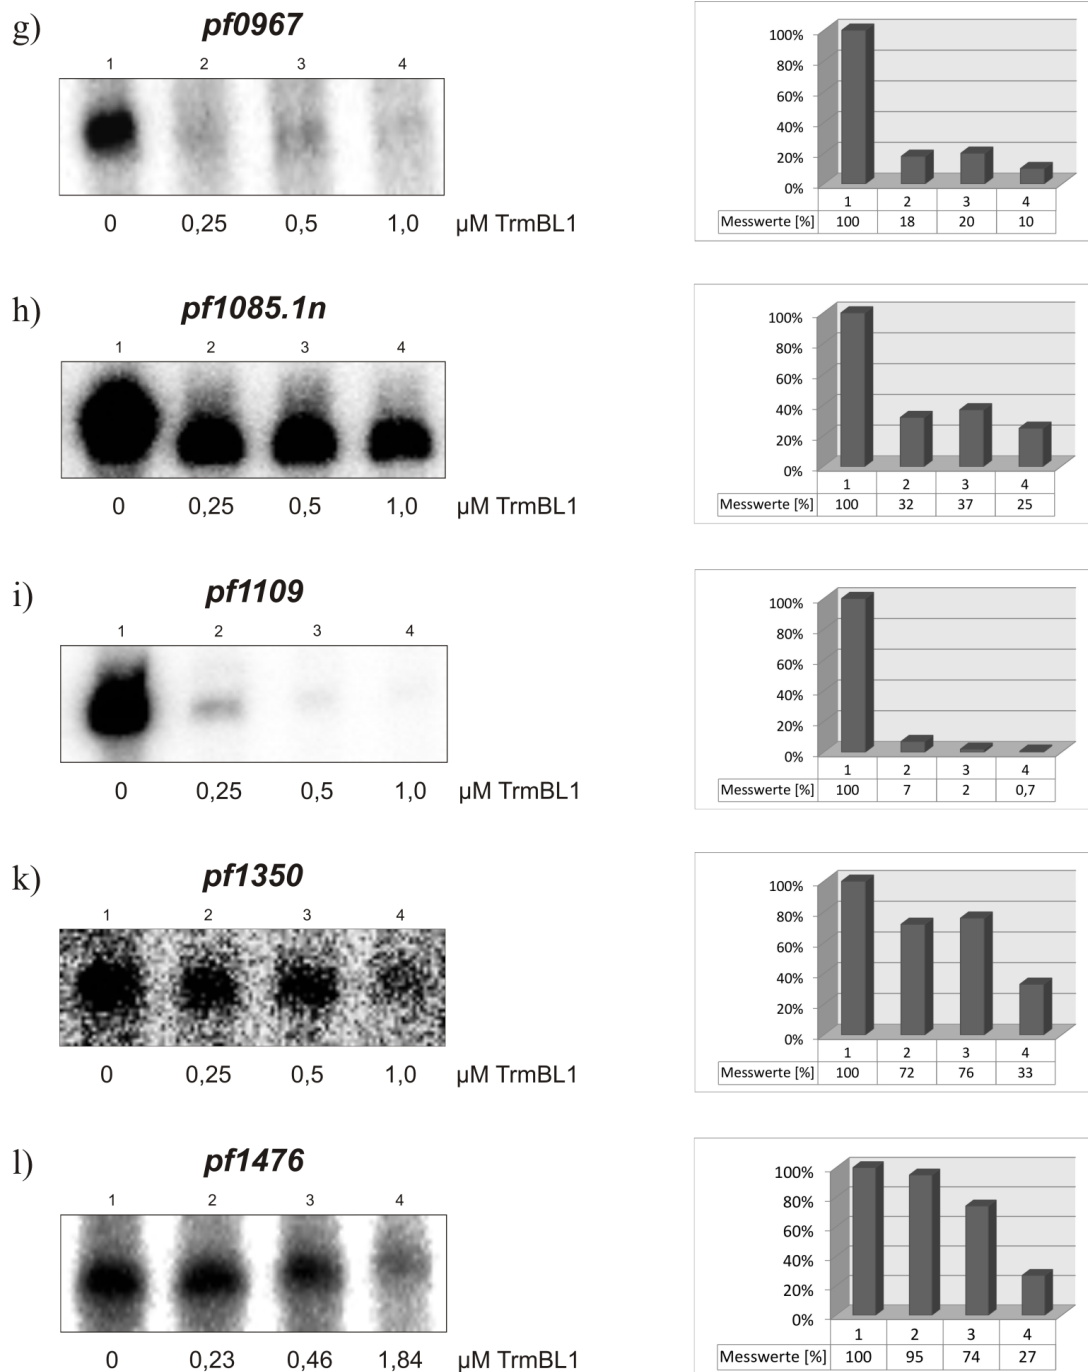 g)
pf0967
1 2 3 4
0 0,25 0,5 1,0 µM TrmBL1
100%
80%
60%
40%
20%
0%
1 2 3 4
Messwerte [%] 100 18 20 10
h)
pf1085.1n
1 2 3 4
0 0,25 0,5 1,0 µM TrmBL1
100%
80%
60%
40%
20%
0%
1 2 3 4
Messwerte [%] 100 32 37 25
i)
pf1109
1 2 3 4
0 0,25 0,5 1,0 µM TrmBL1
100%
80%
60%
40%
20%
0%
1 2 3 4
Messwerte [%] 100 7 2 0,7
k)
pf1350
1 2 3 4
0 0,25 0,5 1,0 µM TrmBL1
100%
80%
60%
40%
20%
0%
1 2 3 4
Messwerte [%] 100 72 76 33
l)
pf1476
1 2 3 4
0 0,23 0,46 1,84 µM TrmBL1
100%
80%
60%
40%
20%
0%
1 2 3 4
Messwerte [%] 100 95 74 27